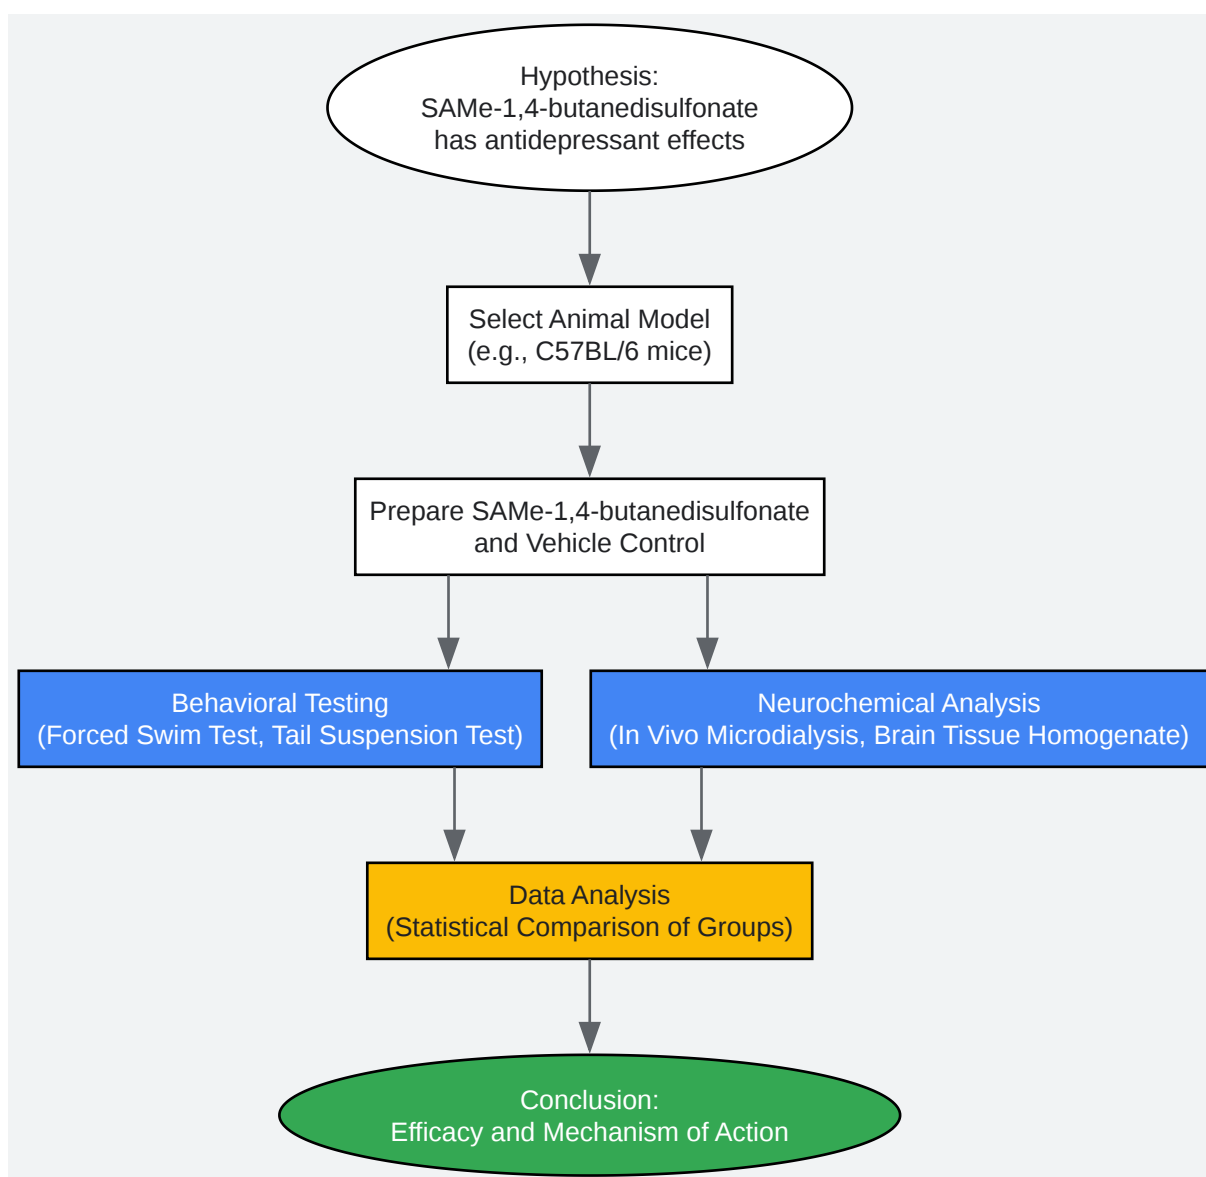 Hypothesis:
SAMe-1,4-butanedisulfonate
has antidepressant effects
Select Animal Model
(e.g., C57BL/6 mice)
Prepare SAMe-1,4-butanedisulfonate
and Vehicle Control
Behavioral Testing
(Forced Swim Test, Tail Suspension Test)
Neurochemical Analysis
(In Vivo Microdialysis, Brain Tissue Homogenate)
Data Analysis
(Statistical Comparison of Groups)
Conclusion:
Efficacy and Mechanism of Action